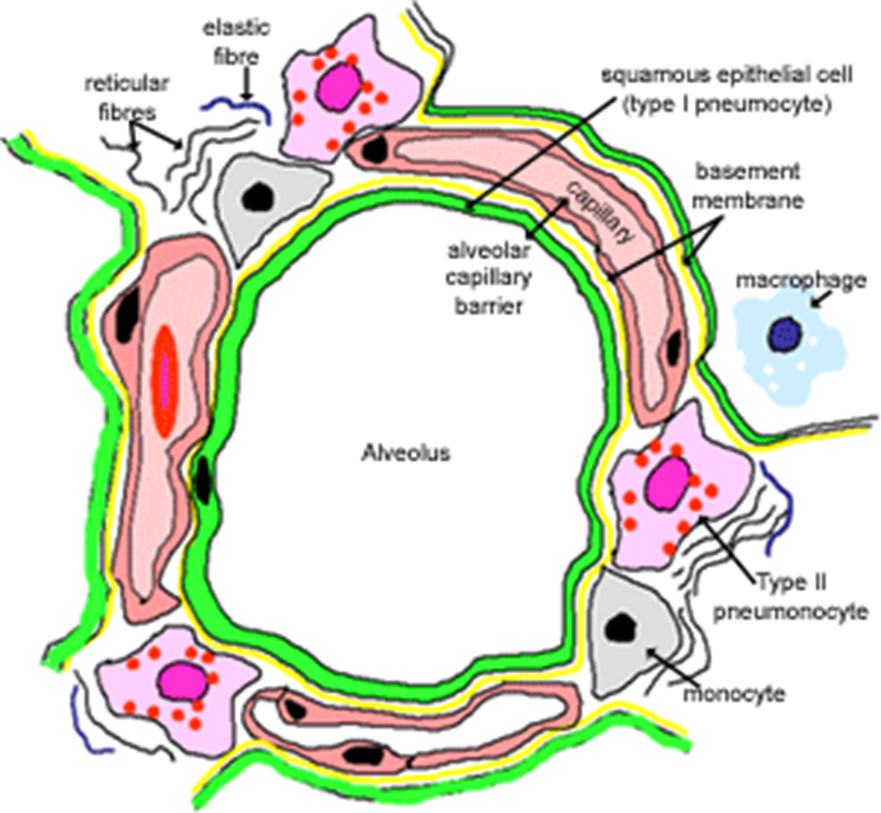 elastic
fibre
reticular
fibres
squamous epithelial cell
(type I pneumocyte)
basement
membrane
capillary
alveolar
capillary
barrier
macrophage
Alveolus
Type II
pneumonocyte
monocyte